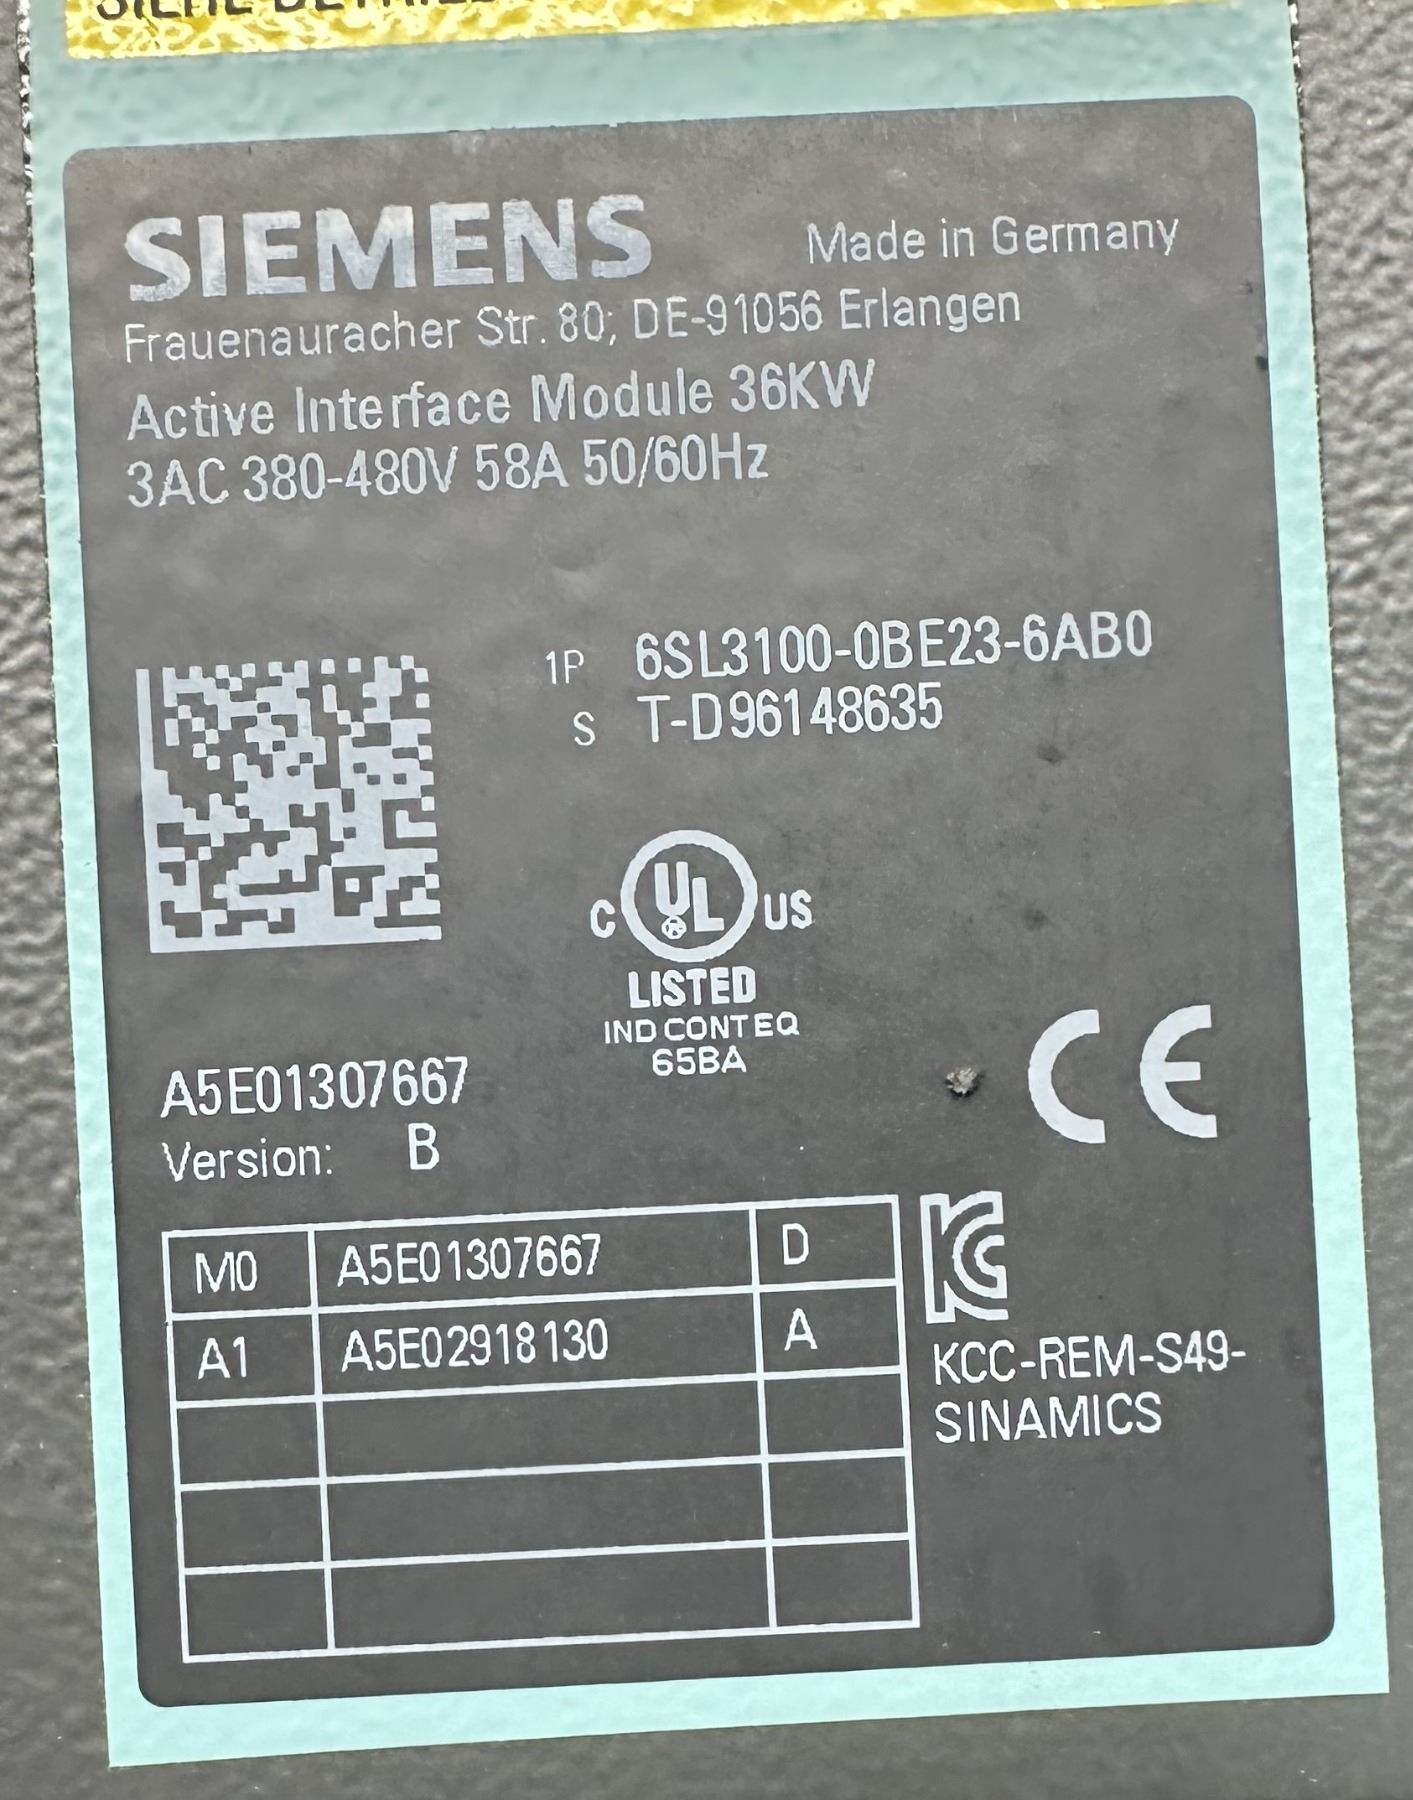 SIEMENS
Made in Germany
Frauenauracher Str. 80; DE-91056 Erlangen
Active Interface Module 36KW
3AC 380-480V 58A 50/60Hz
1P 6SL3100-0BE23-6AB0
S T-D96148635
C UL US
®
LISTED
IND CONT EQ
65BA
CE
A5E01307667
Version: B
M0 A5E01307667 D
A1 A5E02918130 A
KC
KCC-REM-S49-
SINAMICS